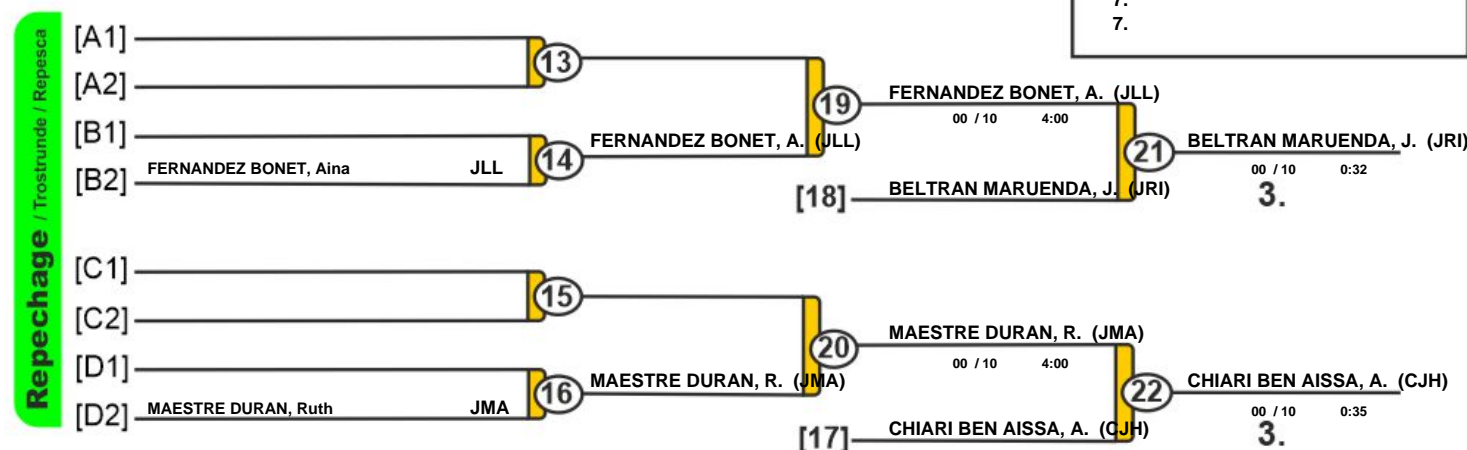 7.
7.
Repechage / Trostrunde / Repesca
[A1]
13
[A2]
19
FERNANDEZ BONET, A. (JLL)
00 / 10 4:00
[B1]
14
FERNANDEZ BONET, A. (JLL)
21
BELTRAN MARUENDA, J. (JRI)
00 / 10 0:32
3.
[B2] FERNANDEZ BONET, Aina JLL
[18] BELTRAN MARUENDA, J. (JRI)
[C1]
15
[C2]
20
MAESTRE DURAN, R. (JMA)
00 / 10 4:00
[D1]
16
MAESTRE DURAN, R. (JMA)
22
CHIARI BEN AISSA, A. (CJH)
00 / 10 0:35
3.
[D2] MAESTRE DURAN, Ruth JMA
[17] CHIARI BEN AISSA, A. (CJH)